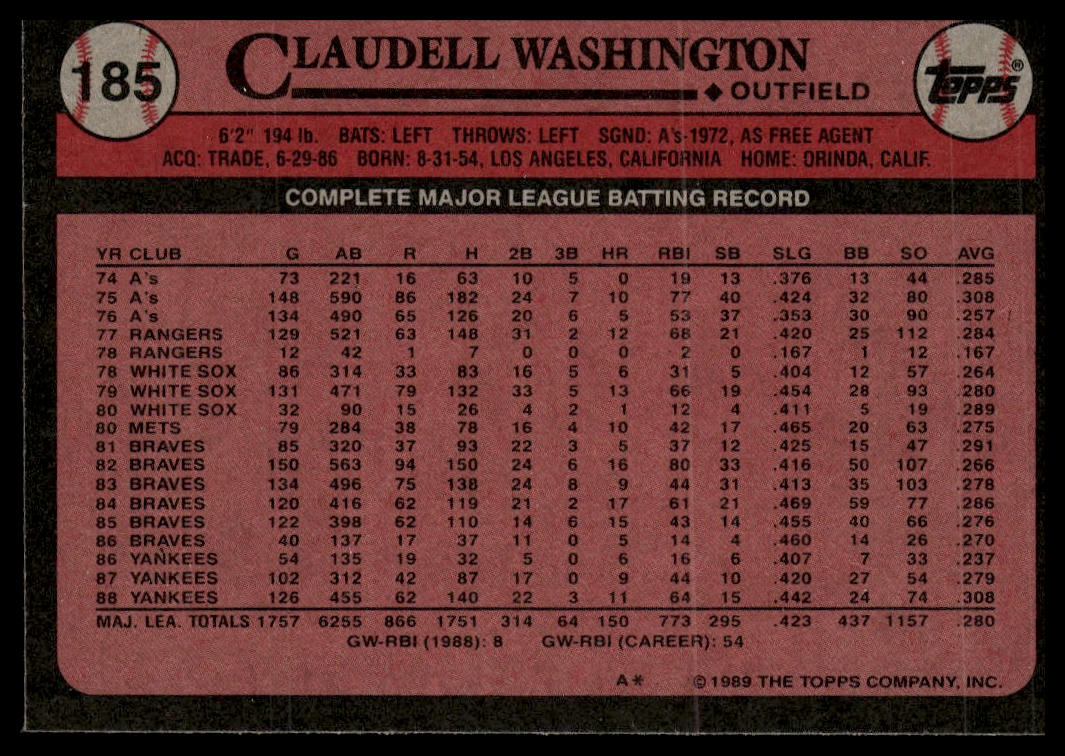 185
CLAUDELL WASHINGTON
◆ OUTFIELD
TOPPS®
6'2" 194 lb. BATS: LEFT THROWS: LEFT SGND: A's-1972, AS FREE AGENT
ACQ: TRADE, 6-29-86 BORN: 8-31-54, LOS ANGELES, CALIFORNIA HOME: ORINDA, CALIF.
COMPLETE MAJOR LEAGUE BATTING RECORD
YR CLUB G AB R H 2B 3B HR RBI SB SLG BB SO AVG
74 A's 73 221 16 63 10 5 0 19 13 .376 13 44 .285
75 A's 148 590 86 182 24 7 10 77 40 .424 32 80 .308
76 A's 134 490 65 126 20 6 5 53 37 .353 30 90 .257
77 RANGERS 129 521 63 148 31 2 12 68 21 .420 25 112 .284
78 RANGERS 12 42 1 7 0 0 0 2 0 .167 1 12 .167
78 WHITE SOX 86 314 33 83 16 5 6 31 5 .404 12 57 .264
79 WHITE SOX 131 471 79 132 33 5 13 66 19 .454 28 93 .280
80 WHITE SOX 32 90 15 26 4 2 1 12 4 .411 5 19 .289
80 METS 79 284 38 78 16 4 10 42 17 .465 20 63 .275
81 BRAVES 85 320 37 93 22 3 5 37 12 .425 15 47 .291
82 BRAVES 150 563 94 150 24 6 16 80 33 .416 50 107 .266
83 BRAVES 134 496 75 138 24 8 9 44 31 .413 35 103 .278
84 BRAVES 120 416 62 119 21 2 17 61 21 .469 59 77 .286
85 BRAVES 122 398 62 110 14 6 15 43 14 .455 40 66 .276
86 BRAVES 40 137 17 37 11 0 5 14 4 .460 14 26 .270
86 YANKEES 54 135 19 32 5 0 6 16 6 .407 7 33 .237
87 YANKEES 102 312 42 87 17 0 9 44 10 .420 27 54 .279
88 YANKEES 126 455 62 140 22 3 11 64 15 .442 24 74 .308
MAJ. LEA. TOTALS 1757 6255 866 1751 314 64 150 773 295 .423 437 1157 .280
GW-RBI (1988): 8 GW-RBI (CAREER): 54
A* © 1989 THE TOPPS COMPANY, INC.